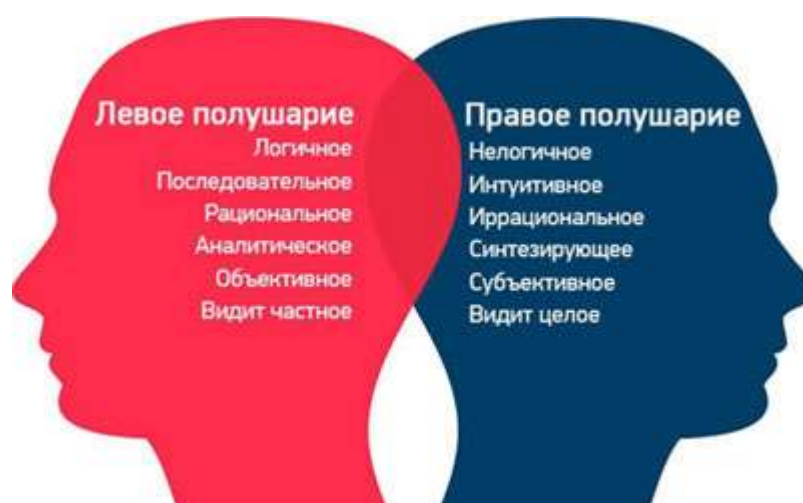 Левое полушарие
Логичное
Последовательное
Рациональное
Аналитическое
Объективное
Видит частное
Правое полушарие
Нелогичное
Интуитивное
Иррациональное
Синтезирующее
Субъективное
Видит целое